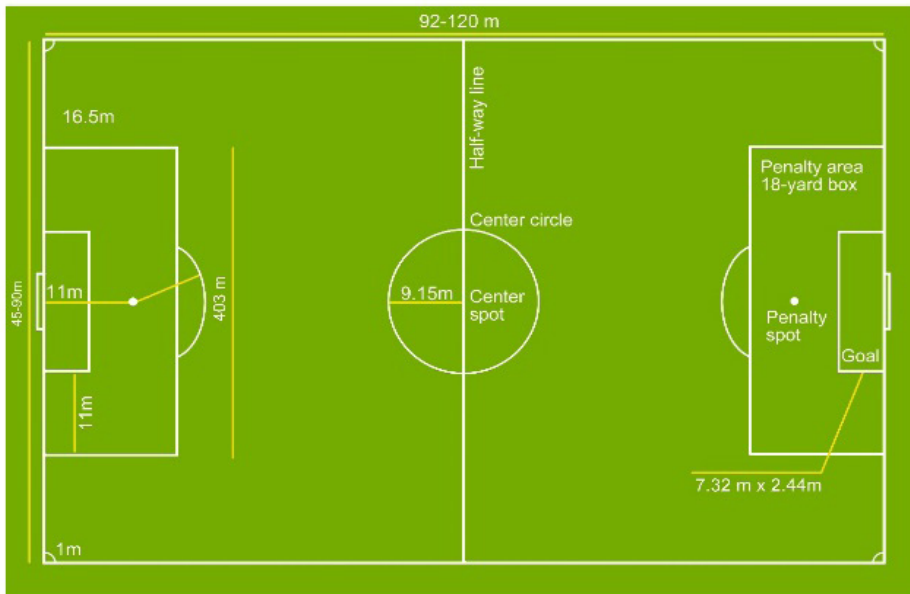 92-120 m
Half-way line
16.5m
Penalty area
18-yard box
Center circle
45-90m
11m
403 m
9.15m
Center
spot
Penalty
spot
Goal
11m
7.32 m x 2.44m
1m